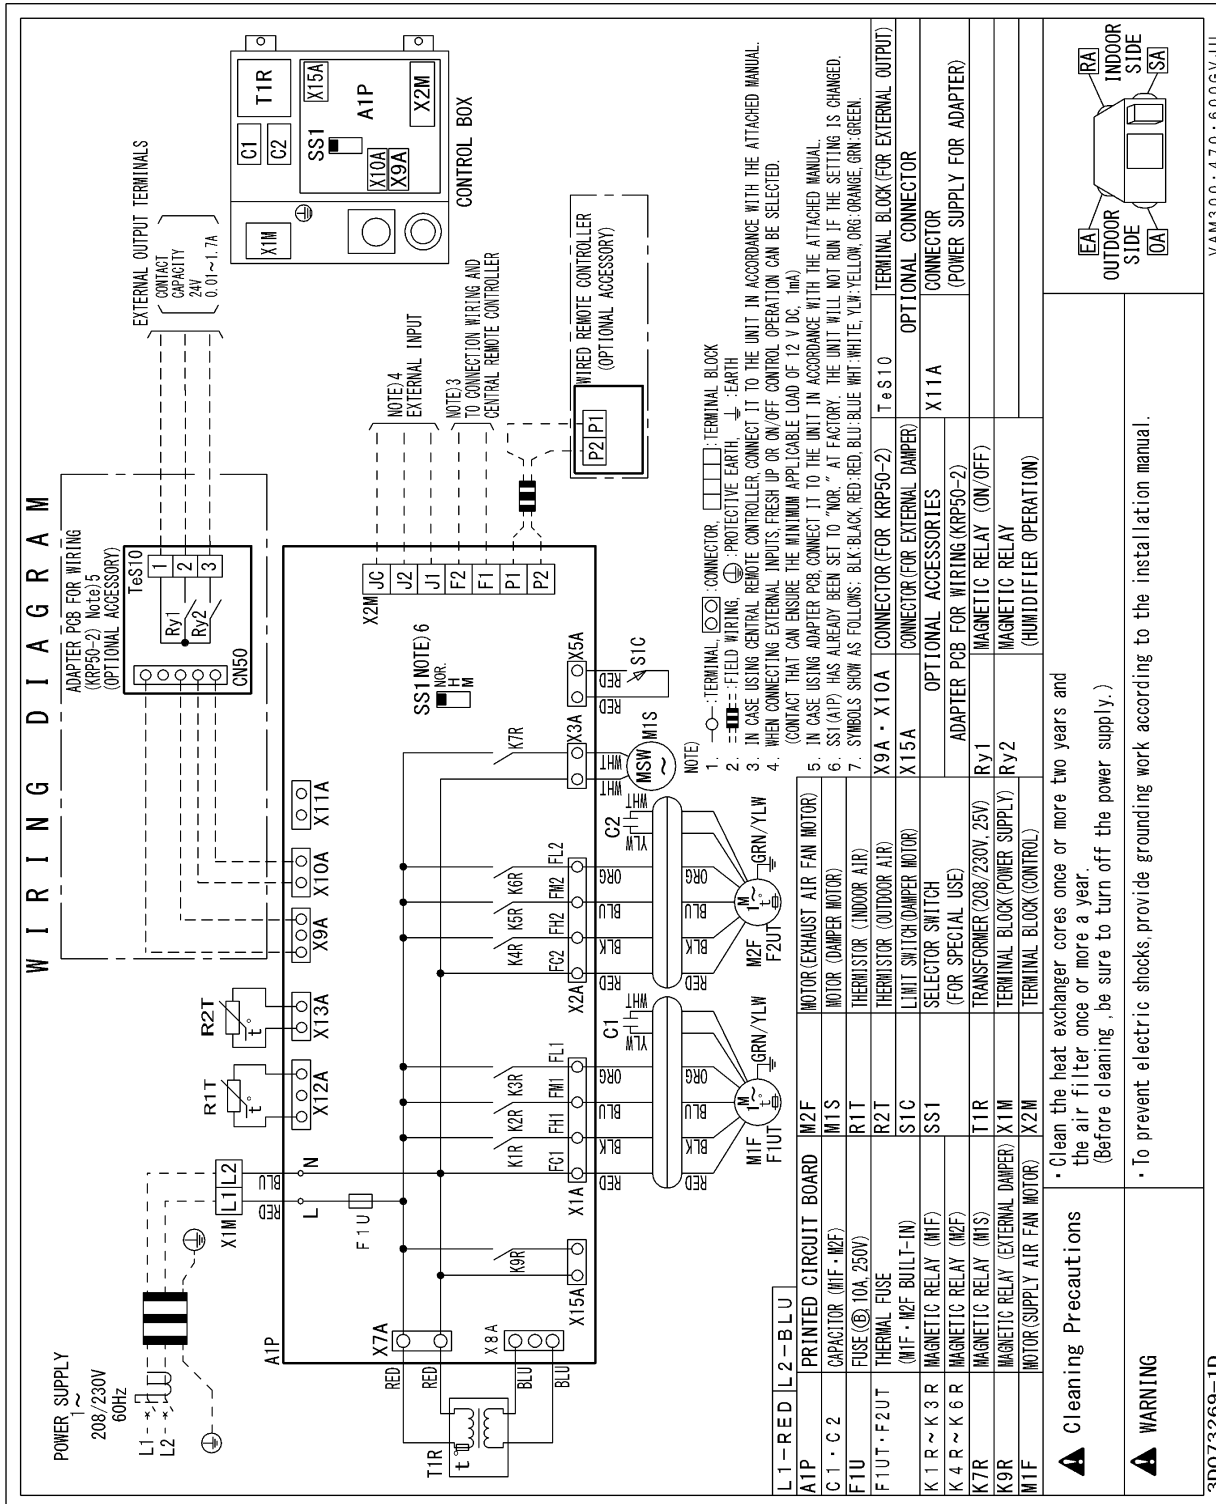 WIRING DIAGRAM
POWER SUPPLY
1~
208/230V
60Hz
L1
L2
X1M L1 L2
RED BLU
L N
F1U
R1T
t°
X12A
R2T
t°
X13A
X9A
X10A
X11A
ADAPTER PCB FOR WIRING
(KRP50-2) Note)5
(OPTIONAL ACCESSORY)
TeS10
1
2
3
Ry1
Ry2
CN50
EXTERNAL OUTPUT TERMINALS
CONTACT
CAPACITY
24V
0.01~1.7A
C1
C2
T1R
SS1
X15A
A1P
X10A
X9A
X2M
X1M
CONTROL BOX
A1P
X7A
RED
RED
X8A
BLU
BLU
T1R
t°
X15A
K9R
K1R K2R K3R
FC1 FH1 FM1 FL1
X1A
RED BLK BLU ORG
C1
YLW WHT
RED BLK BLU ORG
M1F
F1UT
M
1~
t°
GRN/YLW
K4R K5R K6R
FC2 FH2 FM2 FL2
X2A
RED BLK BLU ORG
C2
YLW WHT
RED BLK BLU ORG
M2F
F2UT
M
1~
t°
GRN/YLW
K7R
X3A
WHT WHT
MSW
~
M1S
X5A
RED RED
S1C
SS1 NOTE)6
NOR.
H
M
X2M
JC
J2
J1
F2
F1
P1
P2
NOTE)4
EXTERNAL INPUT
NOTE)3
TO CONNECTION WIRING AND
CENTRAL REMOTE CONTROLLER
P2 P1
WIRED REMOTE CONTROLLER
(OPTIONAL ACCESSORY)
NOTE)
1. :TERMINAL, :CONNECTOR, :TERMINAL BLOCK
2. :FIELD WIRING, :PROTECTIVE EARTH, :EARTH
3. IN CASE USING CENTRAL REMOTE CONTROLLER, CONNECT IT TO THE UNIT IN ACCORDANCE WITH THE ATTACHED MANUAL.
4. WHEN CONNECTING EXTERNAL INPUTS, FRESH UP OR ON/OFF CONTROL OPERATION CAN BE SELECTED.
(CONTACT THAT CAN ENSURE THE MINIMUM APPLICABLE LOAD OF 12 V DC, 1mA)
5. IN CASE USING ADAPTER PCB, CONNECT IT TO THE UNIT IN ACCORDANCE WITH THE ATTACHED MANUAL.
6. SS1(A1P) HAS ALREADY BEEN SET TO "NOR." AT FACTORY. THE UNIT WILL NOT RUN IF THE SETTING IS CHANGED.
7. SYMBOLS SHOW AS FOLLOWS: BLK:BLACK, RED:RED, BLU:BLUE WHT:WHITE, YLW:YELLOW, ORG:ORANGE, GRN:GREEN.
L1-RED L2-BLU
A1P PRINTED CIRCUIT BOARD
C1・C2 CAPACITOR (M1F・M2F)
F1U FUSE(Ⓑ, 10A, 250V)
F1UT・F2UT THERMAL FUSE
(M1F・M2F BUILT-IN)
K1R~K3R MAGNETIC RELAY (M1F)
K4R~K6R MAGNETIC RELAY (M2F)
K7R MAGNETIC RELAY (M1S)
K9R MAGNETIC RELAY (EXTERNAL DAMPER)
M1F MOTOR(SUPPLY AIR FAN MOTOR)
M2F MOTOR(EXHAUST AIR FAN MOTOR)
M1S MOTOR (DAMPER MOTOR)
R1T THERMISTOR (INDOOR AIR)
R2T THERMISTOR (OUTDOOR AIR)
S1C LIMIT SWITCH(DAMPER MOTOR)
SS1 SELECTOR SWITCH
(FOR SPECIAL USE)
T1R TRANSFORMER(208/230V, 25V)
X1M TERMINAL BLOCK(POWER SUPPLY)
X2M TERMINAL BLOCK(CONTROL)
X9A・X10A CONNECTOR(FOR KRP50-2)
X15A CONNECTOR(FOR EXTERNAL DAMPER)
OPTIONAL ACCESSORIES
ADAPTER PCB FOR WIRING(KRP50-2)
Ry1 MAGNETIC RELAY (ON/OFF)
Ry2 MAGNETIC RELAY
(HUMIDIFIER OPERATION)
TeS10 TERMINAL BLOCK(FOR EXTERNAL OUTPUT)
OPTIONAL CONNECTOR
X11A CONNECTOR
(POWER SUPPLY FOR ADAPTER)
Cleaning Precautions
・Clean the heat exchanger cores once or more two years and
the air filter once or more a year.
(Before cleaning ,be sure to turn off the power supply.)
WARNING
・To prevent electric shocks, provide grounding work according to the installation manual.
EA
OUTDOOR
SIDE
OA
RA
INDOOR
SIDE
SA
3D073269-1D
VAM300・470・600GVJU